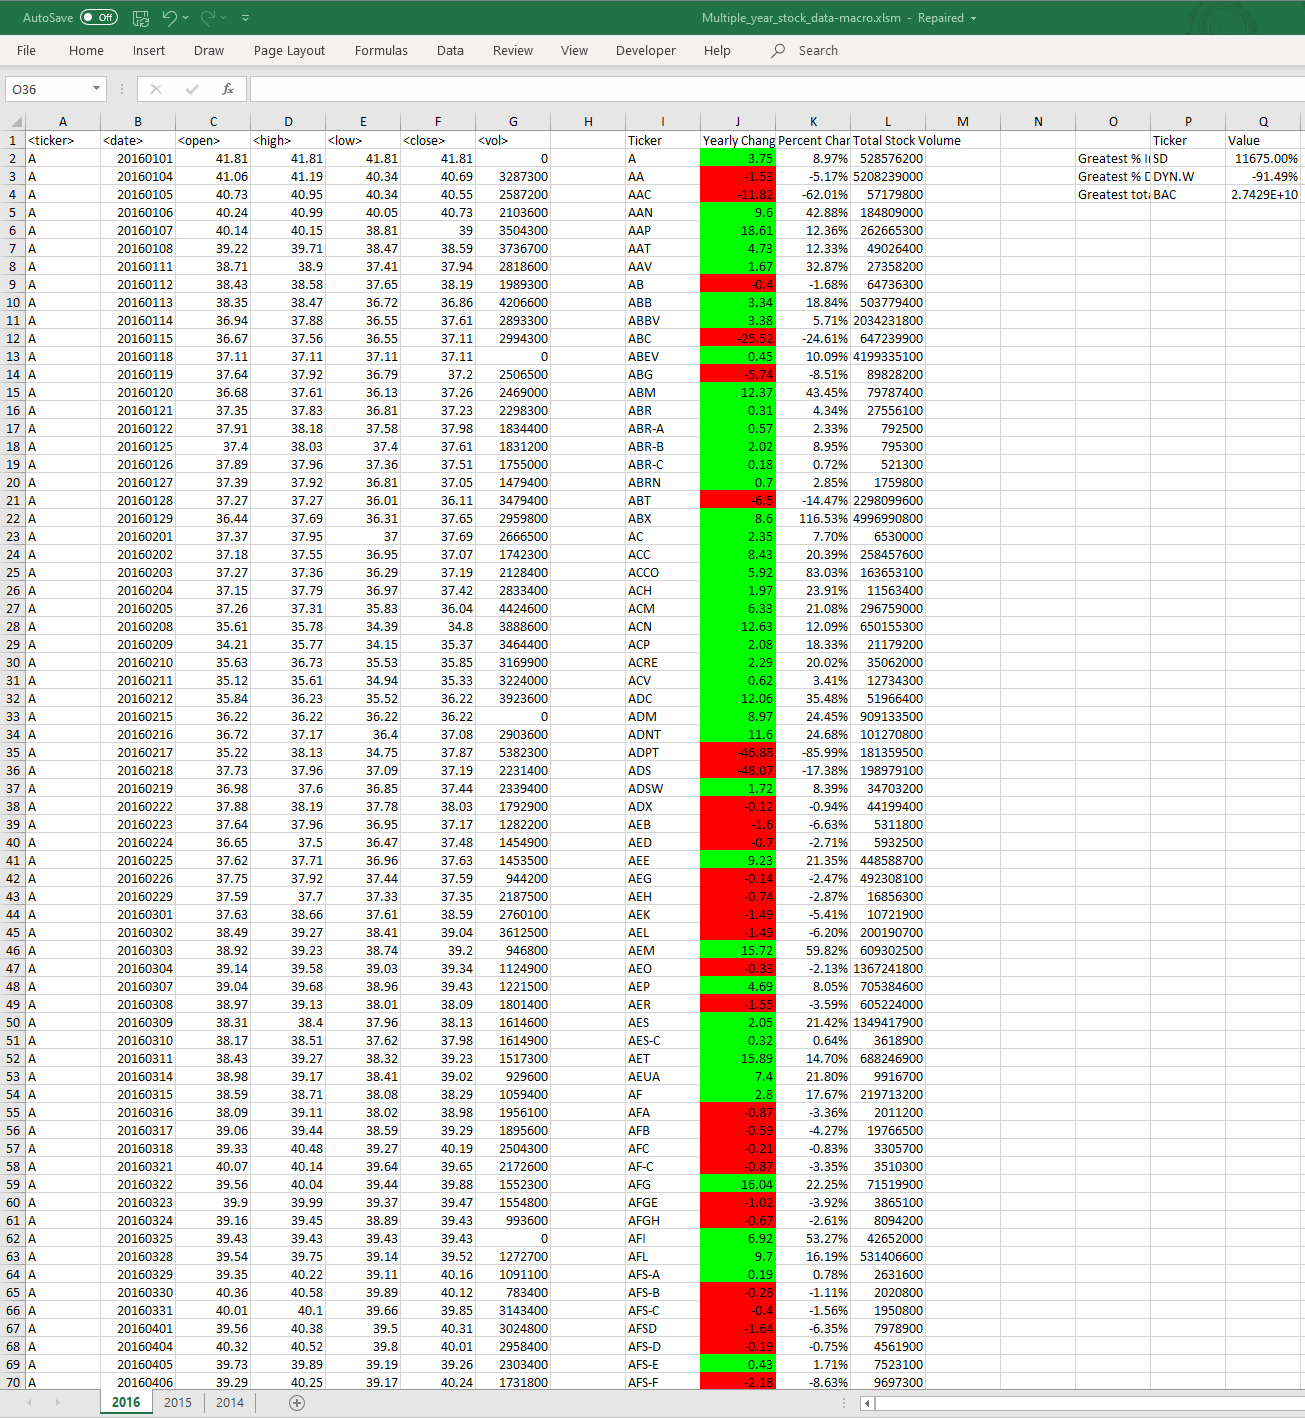 AutoSave Off Multiple_year_stock_data-macro.xlsm - Repaired
File Home Insert Draw Page Layout Formulas Data Review View Developer Help Search
O36 fx
A B C D E F G H I J K L M N O P Q
1 <ticker> <date> <open> <high> <low> <close> <vol> Ticker Yearly Chang Percent Char Total Stock Volume Ticker Value
2 A 20160101 41.81 41.81 41.81 41.81 0 A 3.75 8.97% 528576200 Greatest % I SD 11675.00%
3 A 20160104 41.06 41.19 40.34 40.69 3287300 AA -1.53 -5.17% 5208239000 Greatest % D DYN.W -91.49%
4 A 20160105 40.73 40.95 40.34 40.55 2587200 AAC -11.82 -62.01% 57179800 Greatest tota BAC 2.7429E+10
5 A 20160106 40.24 40.99 40.05 40.73 2103600 AAN 9.6 42.88% 184809000
6 A 20160107 40.14 40.15 38.81 39 3504300 AAP 18.61 12.36% 262665300
7 A 20160108 39.22 39.71 38.47 38.59 3736700 AAT 4.73 12.33% 49026400
8 A 20160111 38.71 38.9 37.41 37.94 2818600 AAV 1.67 32.87% 27358200
9 A 20160112 38.43 38.58 37.65 38.19 1989300 AB -0.4 -1.68% 64736300
10 A 20160113 38.35 38.47 36.72 36.86 4206600 ABB 3.34 18.84% 503779400
11 A 20160114 36.94 37.88 36.55 37.61 2893300 ABBV 3.38 5.71% 2034231800
12 A 20160115 36.67 37.56 36.55 37.11 2994300 ABC -25.52 -24.61% 647239900
13 A 20160118 37.11 37.11 37.11 37.11 0 ABEV 0.45 10.09% 4199335100
14 A 20160119 37.64 37.92 36.79 37.2 2506500 ABG -5.74 -8.51% 89828200
15 A 20160120 36.68 37.61 36.13 37.26 2469000 ABM 12.37 43.45% 79787400
16 A 20160121 37.35 37.83 36.81 37.23 2298300 ABR 0.31 4.34% 27556100
17 A 20160122 37.91 38.18 37.58 37.98 1834400 ABR-A 0.57 2.33% 792500
18 A 20160125 37.4 38.03 37.4 37.61 1831200 ABR-B 2.02 8.95% 795300
19 A 20160126 37.89 37.96 37.36 37.51 1755000 ABR-C 0.18 0.72% 521300
20 A 20160127 37.39 37.92 36.81 37.05 1479400 ABRN 0.7 2.85% 1759800
21 A 20160128 37.27 37.27 36.01 36.11 3479400 ABT -6.5 -14.47% 2298099600
22 A 20160129 36.44 37.69 36.31 37.65 2959800 ABX 8.6 116.53% 4996990800
23 A 20160201 37.37 37.95 37 37.69 2666500 AC 2.35 7.70% 6530000
24 A 20160202 37.18 37.55 36.95 37.07 1742300 ACC 8.43 20.39% 258457600
25 A 20160203 37.27 37.36 36.29 37.19 2128400 ACCO 5.92 83.03% 163653100
26 A 20160204 37.15 37.79 36.97 37.42 2833400 ACH 1.97 23.91% 11563400
27 A 20160205 37.26 37.31 35.83 36.04 4424600 ACM 6.33 21.08% 296759000
28 A 20160208 35.61 35.78 34.39 34.8 3888600 ACN 12.63 12.09% 650155300
29 A 20160209 34.21 35.77 34.15 35.37 3464400 ACP 2.08 18.33% 21179200
30 A 20160210 35.63 36.73 35.53 35.85 3169900 ACRE 2.29 20.02% 35062000
31 A 20160211 35.12 35.61 34.94 35.33 3224000 ACV 0.62 3.41% 12734300
32 A 20160212 35.84 36.23 35.52 36.22 3923600 ADC 12.06 35.48% 51966400
33 A 20160215 36.22 36.22 36.22 36.22 0 ADM 8.97 24.45% 909133500
34 A 20160216 36.72 37.17 36.4 37.08 2903600 ADNT 11.6 24.68% 101270800
35 A 20160217 35.22 38.13 34.75 37.87 5382300 ADPT -46.88 -85.99% 181359500
36 A 20160218 37.73 37.96 37.09 37.19 2231400 ADS -48.07 -17.38% 198979100
37 A 20160219 36.98 37.6 36.85 37.44 2139400 ADSW 1.72 8.39% 34703200
38 A 20160222 37.88 38.19 37.78 38.03 1792900 ADX -0.12 -0.94% 44199400
39 A 20160223 37.64 37.96 36.95 37.17 1282200 AEB -1.6 -6.63% 5311800
40 A 20160224 36.65 37.5 36.47 37.48 1454900 AED -0.7 -2.71% 5932500
41 A 20160225 37.62 37.71 36.96 37.63 1453500 AEE 9.23 21.35% 448588700
42 A 20160226 37.75 37.92 37.44 37.59 944200 AEG -0.14 -2.47% 492308100
43 A 20160229 37.59 37.7 37.33 37.35 2187500 AEH -0.74 -2.87% 16856300
44 A 20160301 37.63 38.66 37.61 38.59 2760100 AEK -1.49 -5.41% 10721900
45 A 20160302 38.49 39.27 38.41 39.04 3612500 AEL -1.49 -6.20% 200190700
46 A 20160303 38.92 39.23 38.74 39.2 946800 AEM 15.72 59.82% 609302500
47 A 20160304 39.14 39.58 39.03 39.34 1124900 AEO -0.33 -2.13% 1367241800
48 A 20160307 39.04 39.68 38.96 39.43 1221500 AEP 4.69 8.05% 705384600
49 A 20160308 38.97 39.13 38.01 38.09 1801400 AER -1.55 -3.59% 605224000
50 A 20160309 38.31 38.4 37.96 38.13 1614600 AES 2.05 21.42% 1349417900
51 A 20160310 38.17 38.51 37.62 37.98 1614900 AES-C 0.32 0.64% 3618900
52 A 20160311 38.43 39.27 38.32 39.23 1517300 AET 15.89 14.70% 688246900
53 A 20160314 38.98 39.17 38.41 39.02 929600 AEUA 7.4 21.80% 9916700
54 A 20160315 38.59 38.71 38.08 38.29 1059400 AF 2.8 17.67% 219713200
55 A 20160316 38.09 39.11 38.02 38.98 1956100 AFA -0.87 -3.36% 2011200
56 A 20160317 39.06 39.44 38.59 39.29 1895600 AFB -0.59 -4.27% 19766500
57 A 20160318 39.33 40.48 39.27 40.19 2504300 AFC -0.21 -0.83% 3305700
58 A 20160321 40.07 40.14 39.64 39.65 2172600 AF-C -0.87 -3.35% 3510300
59 A 20160322 39.56 40.04 39.44 39.88 1552300 AFG 16.04 22.25% 71519900
60 A 20160323 39.9 39.99 39.37 39.47 1554800 AFGE -1.02 -3.92% 3865100
61 A 20160324 39.16 39.45 38.89 39.43 993600 AFGH -0.67 -2.61% 8094200
62 A 20160325 39.43 39.43 39.43 39.43 0 AFI 6.92 53.27% 42652000
63 A 20160328 39.54 39.75 39.14 39.52 1272700 AFL 9.7 16.19% 531406600
64 A 20160329 39.35 40.22 39.11 40.16 1091100 AFS-A 0.19 0.78% 2631600
65 A 20160330 40.36 40.58 39.89 40.12 783400 AFS-B -0.28 -1.11% 2020800
66 A 20160331 40.01 40.1 39.66 39.85 3143400 AFS-C -0.4 -1.56% 1950800
67 A 20160401 39.56 40.38 39.5 40.31 3024800 AFSD -1.64 -6.35% 7978900
68 A 20160404 40.32 40.52 39.8 40.01 2958400 AFS-D -0.19 -0.75% 4561900
69 A 20160405 39.73 39.89 39.19 39.26 2303400 AFS-E 0.43 1.71% 7523100
70 A 20160406 39.29 40.25 39.17 40.24 1731800 AFS-F -2.18 -8.63% 9697300
2016 2015 2014